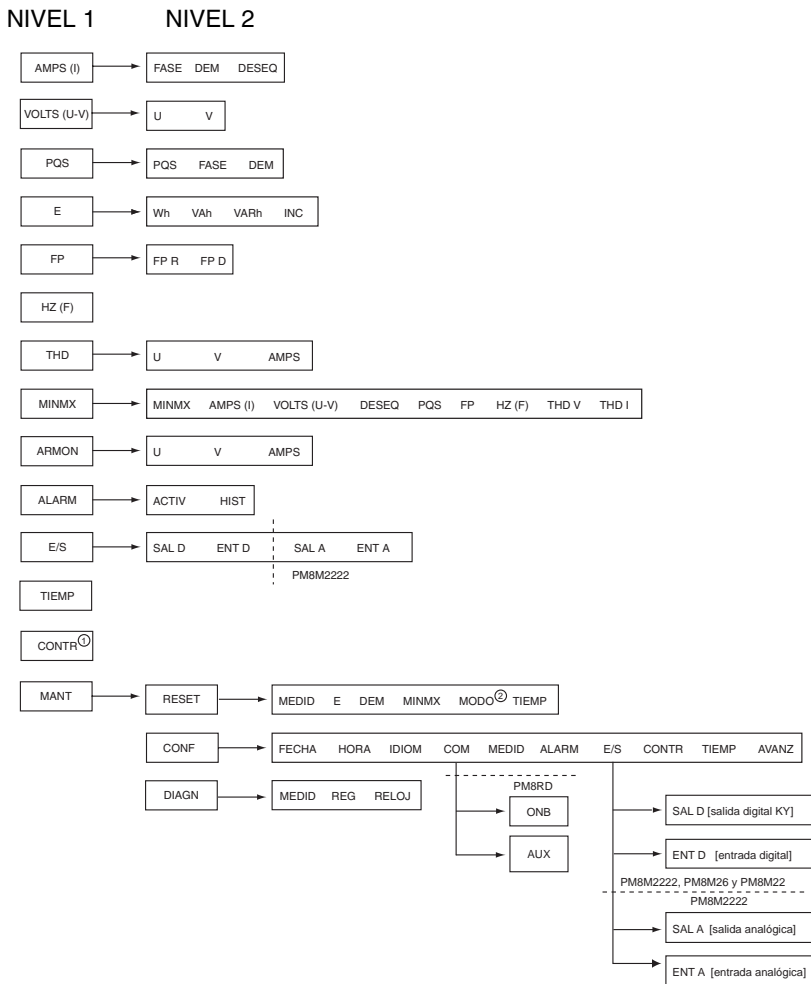 NIVEL 1 NIVEL 2
AMPS (I) FASE DEM DESEQ
VOLTS (U-V) U V
PQS PQS FASE DEM
E Wh VAh VARh INC
FP FP R FP D
HZ (F)
THD U V AMPS
MINMX MINMX AMPS (I) VOLTS (U-V) DESEQ PQS FP HZ (F) THD V THD I
ARMON U V AMPS
ALARM ACTIV HIST
E/S SAL D ENT D SAL A ENT A
PM8M2222
TIEMP
CONTR①
MANT RESET MEDID E DEM MINMX MODO② TIEMP
CONF FECHA HORA IDIOM COM MEDID ALARM E/S CONTR TIEMP AVANZ
PM8RD
DIAGN MEDID REG RELOJ
ONB
AUX
SAL D [salida digital KY]
ENT D [entrada digital]
PM8M2222, PM8M26 y PM8M22
PM8M2222
SAL A [salida analógica]
ENT A [entrada analógica]